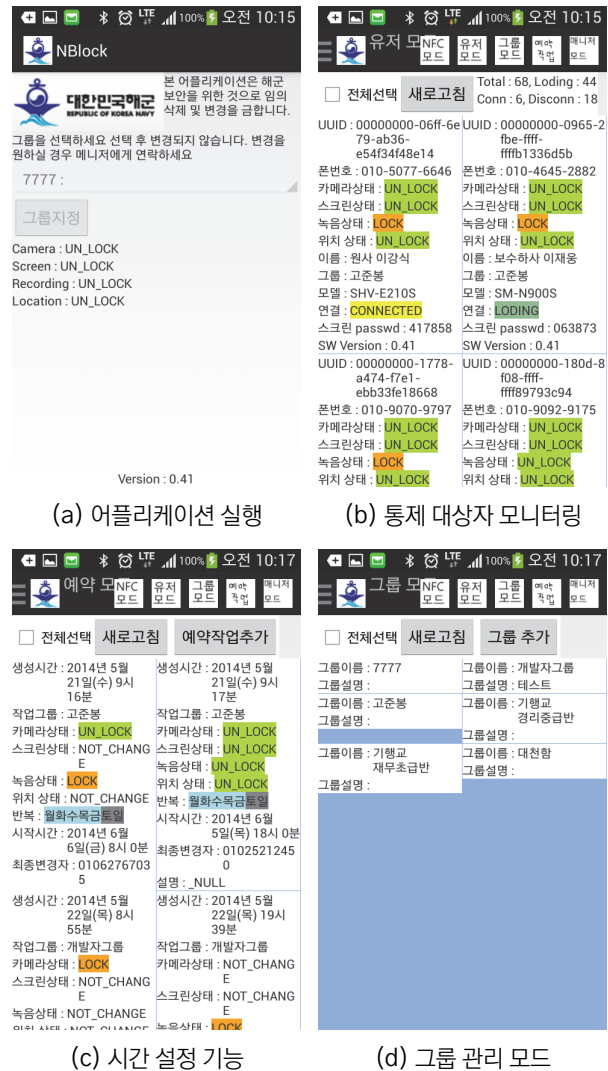 오전 10:15
100%
LTE
NBlock
대한민국해군
REPUBLIC OF KOREA NAVY
본 어플리케이션은 해군
보안을 위한 것으로 임의
삭제 및 변경을 금합니다.
그룹을 선택하세요 선택 후 변경되지 않습니다. 변경을
원하실 경우 메니저에게 연락하세요
7777 :
그룹지정
Camera : UN_LOCK
Screen : UN_LOCK
Recording : UN_LOCK
Location : UN_LOCK
Version : 0.41
(a) 어플리케이션 실행
LTE 100% 오전 10:15
유저 모
NFC 모드
유저 모드
그룹 모드
예약 작업
매니저 모드
전체선택
새로고침
Total : 68, Loding : 44
Conn : 6, Disconn : 18
UUID : 00000000-06ff-6e
79-ab36-
e54f34f48e14
폰번호 : 010-5077-6646
카메라상태 : UN_LOCK
스크린상태 : UN_LOCK
녹음상태 : LOCK
위치 상태 : UN_LOCK
이름 : 원사 이강식
그룹 : 고준봉
모델 : SHV-E210S
연결 : CONNECTED
스크린 passwd : 417858
SW Version : 0.41
UUID : 00000000-0965-2
fbe-ffff-
ffffb1336d5b
폰번호 : 010-4645-2882
카메라상태 : UN_LOCK
스크린상태 : UN_LOCK
녹음상태 : LOCK
위치 상태 : UN_LOCK
이름 : 보수하사 이재웅
그룹 : 고준봉
모델 : SM-N900S
연결 : LODING
스크린 passwd : 063873
SW Version : 0.41
UUID : 00000000-1778-
a474-f7e1-
ebb33fe18668
폰번호 : 010-9070-9797
카메라상태 : UN_LOCK
스크린상태 : UN_LOCK
녹음상태 : LOCK
위치 상태 : UN_LOCK
UUID : 00000000-180d-8
f08-ffff-
ffff89793c94
폰번호 : 010-9092-9175
카메라상태 : UN_LOCK
스크린상태 : UN_LOCK
녹음상태 : UN_LOCK
위치 상태 : UN_LOCK
(b) 통제 대상자 모니터링
LTE 100% 오전 10:17
예약 모
NFC 모드
유저 모드
그룹 모드
예약 작업
매니저 모드
전체선택
새로고침
예약작업추가
생성시간 : 2014년 5월
21일(수) 9시
16분
작업그룹 : 고준봉
카메라상태 : UN_LOCK
스크린상태 : NOT_CHANG
E
녹음상태 : LOCK
위치 상태 : NOT_CHANGE
반복 : 월화수목금토일
시작시간 : 2014년 6월
6일(금) 8시 0분
최종변경자 : 0106276703
5
생성시간 : 2014년 5월
21일(수) 9시
17분
작업그룹 : 고준봉
카메라상태 : UN_LOCK
스크린상태 : UN_LOCK
녹음상태 : UN_LOCK
위치 상태 : UN_LOCK
반복 : 월화수목금토일
시작시간 : 2014년 6월
5일(목) 18시 0분
최종변경자 : 0102521245
0
설명 : _NULL
생성시간 : 2014년 5월
22일(목) 8시
55분
작업그룹 : 개발자그룹
카메라상태 : LOCK
스크린상태 : NOT_CHANG
E
녹음상태 : NOT_CHANGE
위치 상태 : NOT_CHANGE
생성시간 : 2014년 5월
22일(목) 19시
39분
작업그룹 : 개발자그룹
카메라상태 : NOT_CHANG
E
스크린상태 : NOT_CHANG
E
녹음상태 : LOCK
(c) 시간 설정 기능
LTE 100% 오전 10:17
그룹 모
NFC 모드
유저 모드
그룹 모드
예약 작업
매니저 모드
전체선택
새로고침
그룹 추가
그룹이름 : 7777
그룹설명 :
그룹이름 : 개발자그룹
그룹설명 : 테스트
그룹이름 : 고준봉
그룹설명 :
그룹이름 : 기행교
경리중급반
그룹설명 :
그룹이름 : 기행교
재무초급반
그룹설명 :
그룹이름 : 대천함
그룹설명 :
(d) 그룹 관리 모드